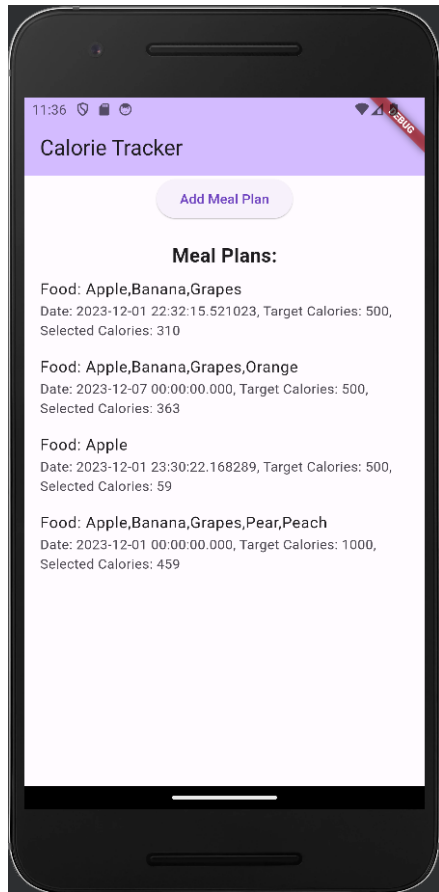 11:36
DEBUG
Calorie Tracker
Add Meal Plan
Meal Plans:
Food: Apple,Banana,Grapes
Date: 2023-12-01 22:32:15.521023, Target Calories: 500,
Selected Calories: 310
Food: Apple,Banana,Grapes,Orange
Date: 2023-12-07 00:00:00.000, Target Calories: 500,
Selected Calories: 363
Food: Apple
Date: 2023-12-01 23:30:22.168289, Target Calories: 500,
Selected Calories: 59
Food: Apple,Banana,Grapes,Pear,Peach
Date: 2023-12-01 00:00:00.000, Target Calories: 1000,
Selected Calories: 459